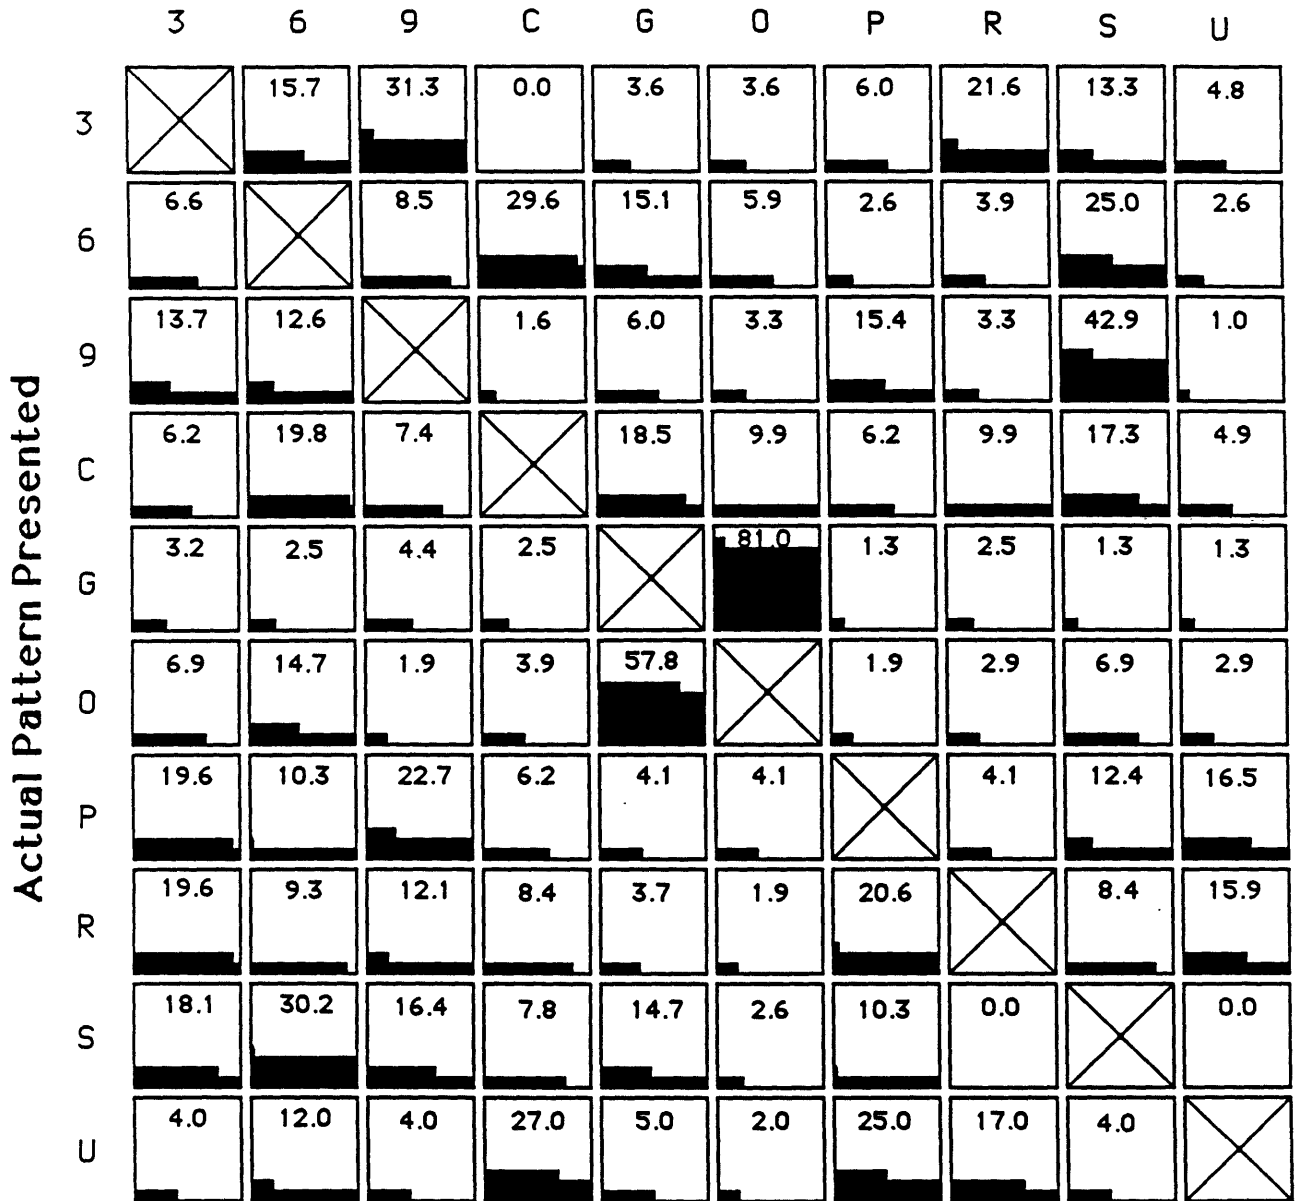 3 6 9 C G O P R S U
3 15.7 31.3 0.0 3.6 3.6 6.0 21.6 13.3 4.8
6 6.6 8.5 29.6 15.1 5.9 2.6 3.9 25.0 2.6
9 13.7 12.6 1.6 6.0 3.3 15.4 3.3 42.9 1.0
C 6.2 19.8 7.4 18.5 9.9 6.2 9.9 17.3 4.9
G 3.2 2.5 4.4 2.5 81.0 1.3 2.5 1.3 1.3
O 6.9 14.7 1.9 3.9 57.8 1.9 2.9 6.9 2.9
P 19.6 10.3 22.7 6.2 4.1 4.1 4.1 12.4 16.5
R 19.6 9.3 12.1 8.4 3.7 1.9 20.6 8.4 15.9
S 18.1 30.2 16.4 7.8 14.7 2.6 10.3 0.0 0.0
U 4.0 12.0 4.0 27.0 5.0 2.0 25.0 17.0 4.0
Actual Pattern Presented